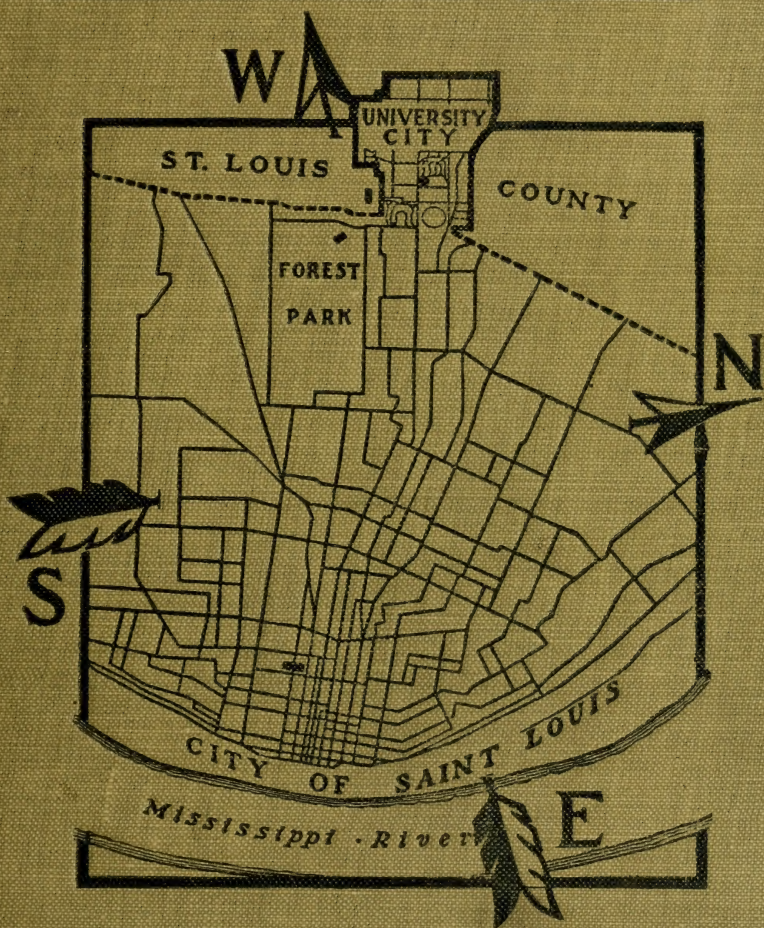 W
UNIVERSITY
CITY
ST. LOUIS
COUNTY
FOREST
PARK
N
S
CITY OF SAINT LOUIS
Mississippi - River
E